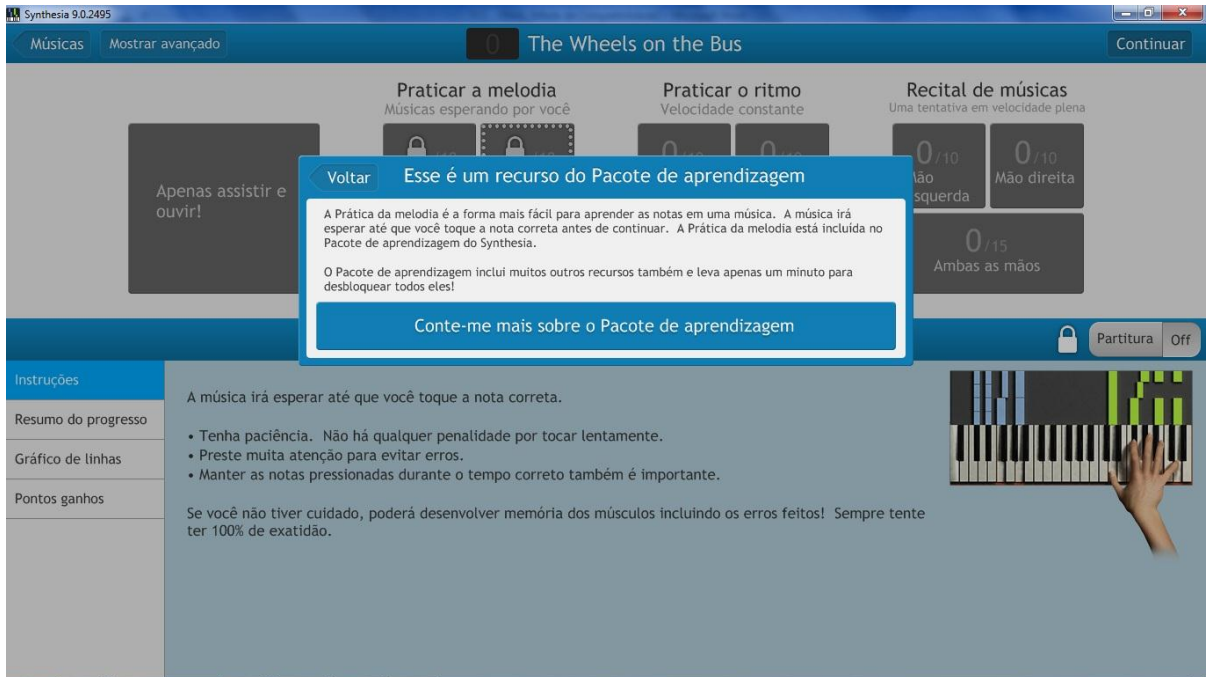 Synthesia 9.0.2495
Músicas
Mostrar avançado
0
The Wheels on the Bus
Continuar
Praticar a melodia
Músicas esperando por você
Praticar o ritmo
Velocidade constante
Recital de músicas
Uma tentativa em velocidade plena
Apenas assistir e
ouvir!
0/10
0/10
Mão direita
0/15
Ambas as mãos
Voltar
Esse é um recurso do Pacote de aprendizagem
A Prática da melodia é a forma mais fácil para aprender as notas em uma música. A música irá
esperar até que você toque a nota correta antes de continuar. A Prática da melodia está incluída no
Pacote de aprendizagem do Synthesia.
O Pacote de aprendizagem inclui muitos outros recursos também e leva apenas um minuto para
desbloquear todos eles!
Conte-me mais sobre o Pacote de aprendizagem
Partitura
Off
Instruções
Resumo do progresso
Gráfico de linhas
Pontos ganhos
A música irá esperar até que você toque a nota correta.
• Tenha paciência. Não há qualquer penalidade por tocar lentamente.
• Preste muita atenção para evitar erros.
• Manter as notas pressionadas durante o tempo correto também é importante.
Se você não tiver cuidado, poderá desenvolver memória dos músculos incluindo os erros feitos! Sempre tente
ter 100% de exatidão.